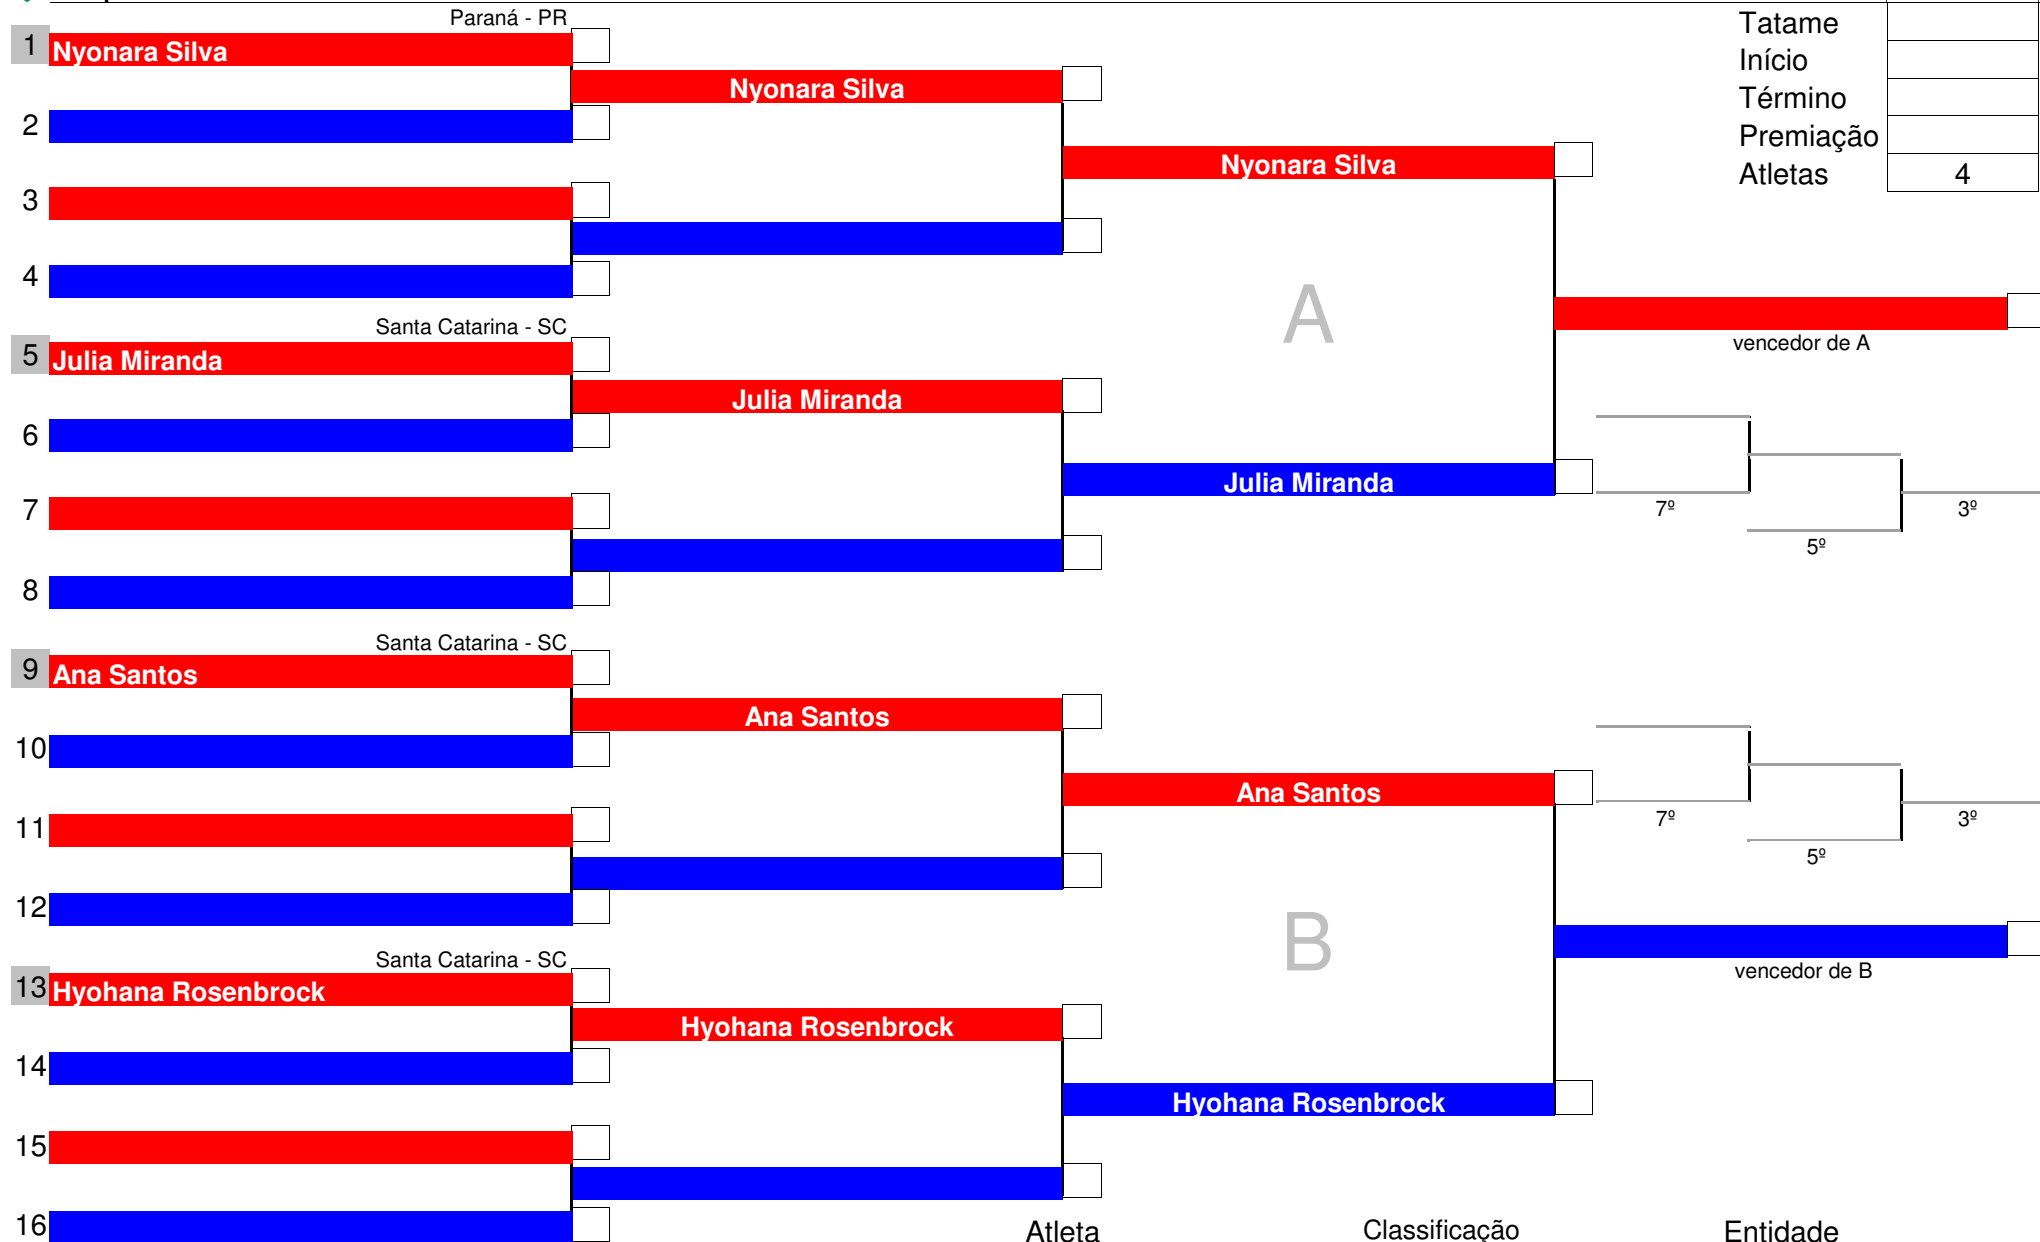 Paraná - PR
Tatame
1 Nyonara Silva
Nyonara Silva
Início
Término
2
Premiação
Nyonara Silva
Atletas 4
3
4
A
Santa Catarina - SC
vencedor de A
5 Julia Miranda
Julia Miranda
6
Julia Miranda
7
7º
3º
5º
8
Santa Catarina - SC
9 Ana Santos
Ana Santos
10
Ana Santos
11
7º
3º
5º
12
B
Santa Catarina - SC
vencedor de B
13 Hyohana Rosenbrock
Hyohana Rosenbrock
14
Hyohana Rosenbrock
15
16
Atleta Classificação Entidade